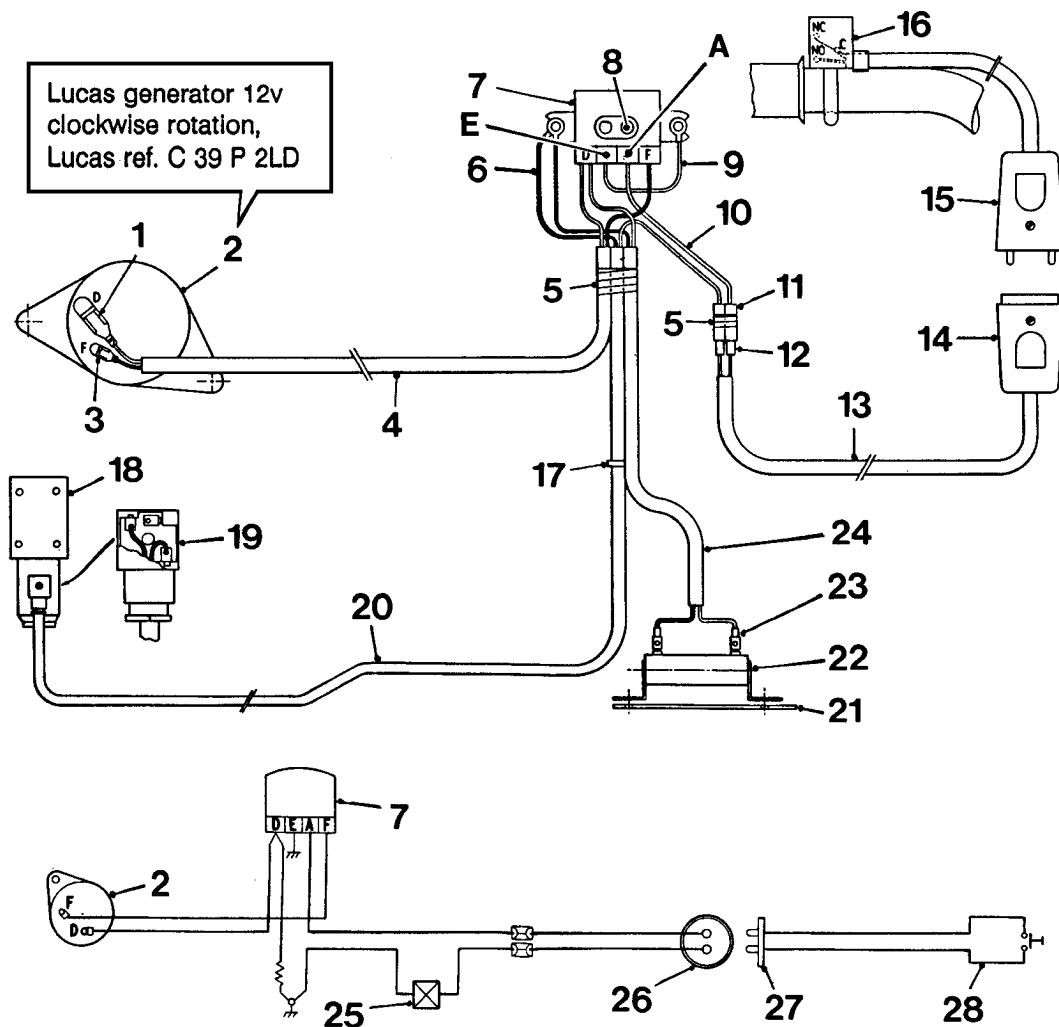 NC
C
NO
16
A
8
7
E
D
F
6
9
Lucas generator 12v
clockwise rotation,
Lucas ref. C 39 P 2LD
1
2
D
F
3
4
5
10
11
5
12
15
14
13
17
18
19
20
24
23
22
21
7
D E A F
2
F
D
25
26
27
28